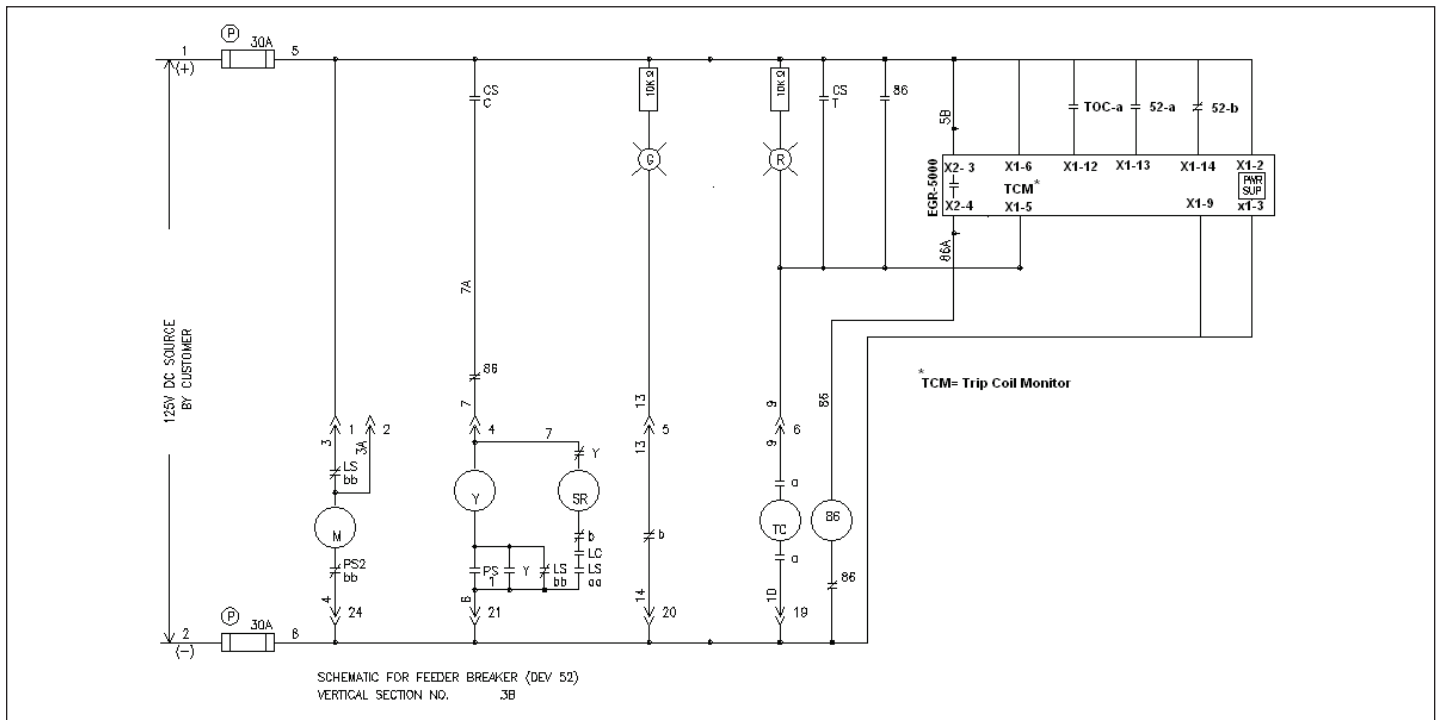 P
30A
1
(+)
5
CS
C
10K Ω
G
10K Ω
R
CS
T
86
5B
TOC-a
52-a
52-b
EGR-5000
X2- 3
X1-6
X1-12
X1-13
X1-14
X1-2
TCM*
PWR
SUP
X2-4
X1-5
X1-9
x1-3
86A
7A
125V DC SOURCE
BY CUSTOMER
86
*
TCM= Trip Coil Monitor
3
1
3A
2
7
4
7
13
5
13
9
6
9
86
LS
bb
Y
Y
SR
a
M
TC
86
b
b
LC
a
PS2
bb
PS
1
Y
LS
bb
LS
aa
86
4
24
8
21
14
20
10
19
P
30A
2
(-)
6
SCHEMATIC FOR FEEDER BREAKER (DEV 52)
VERTICAL SECTION NO. 3B